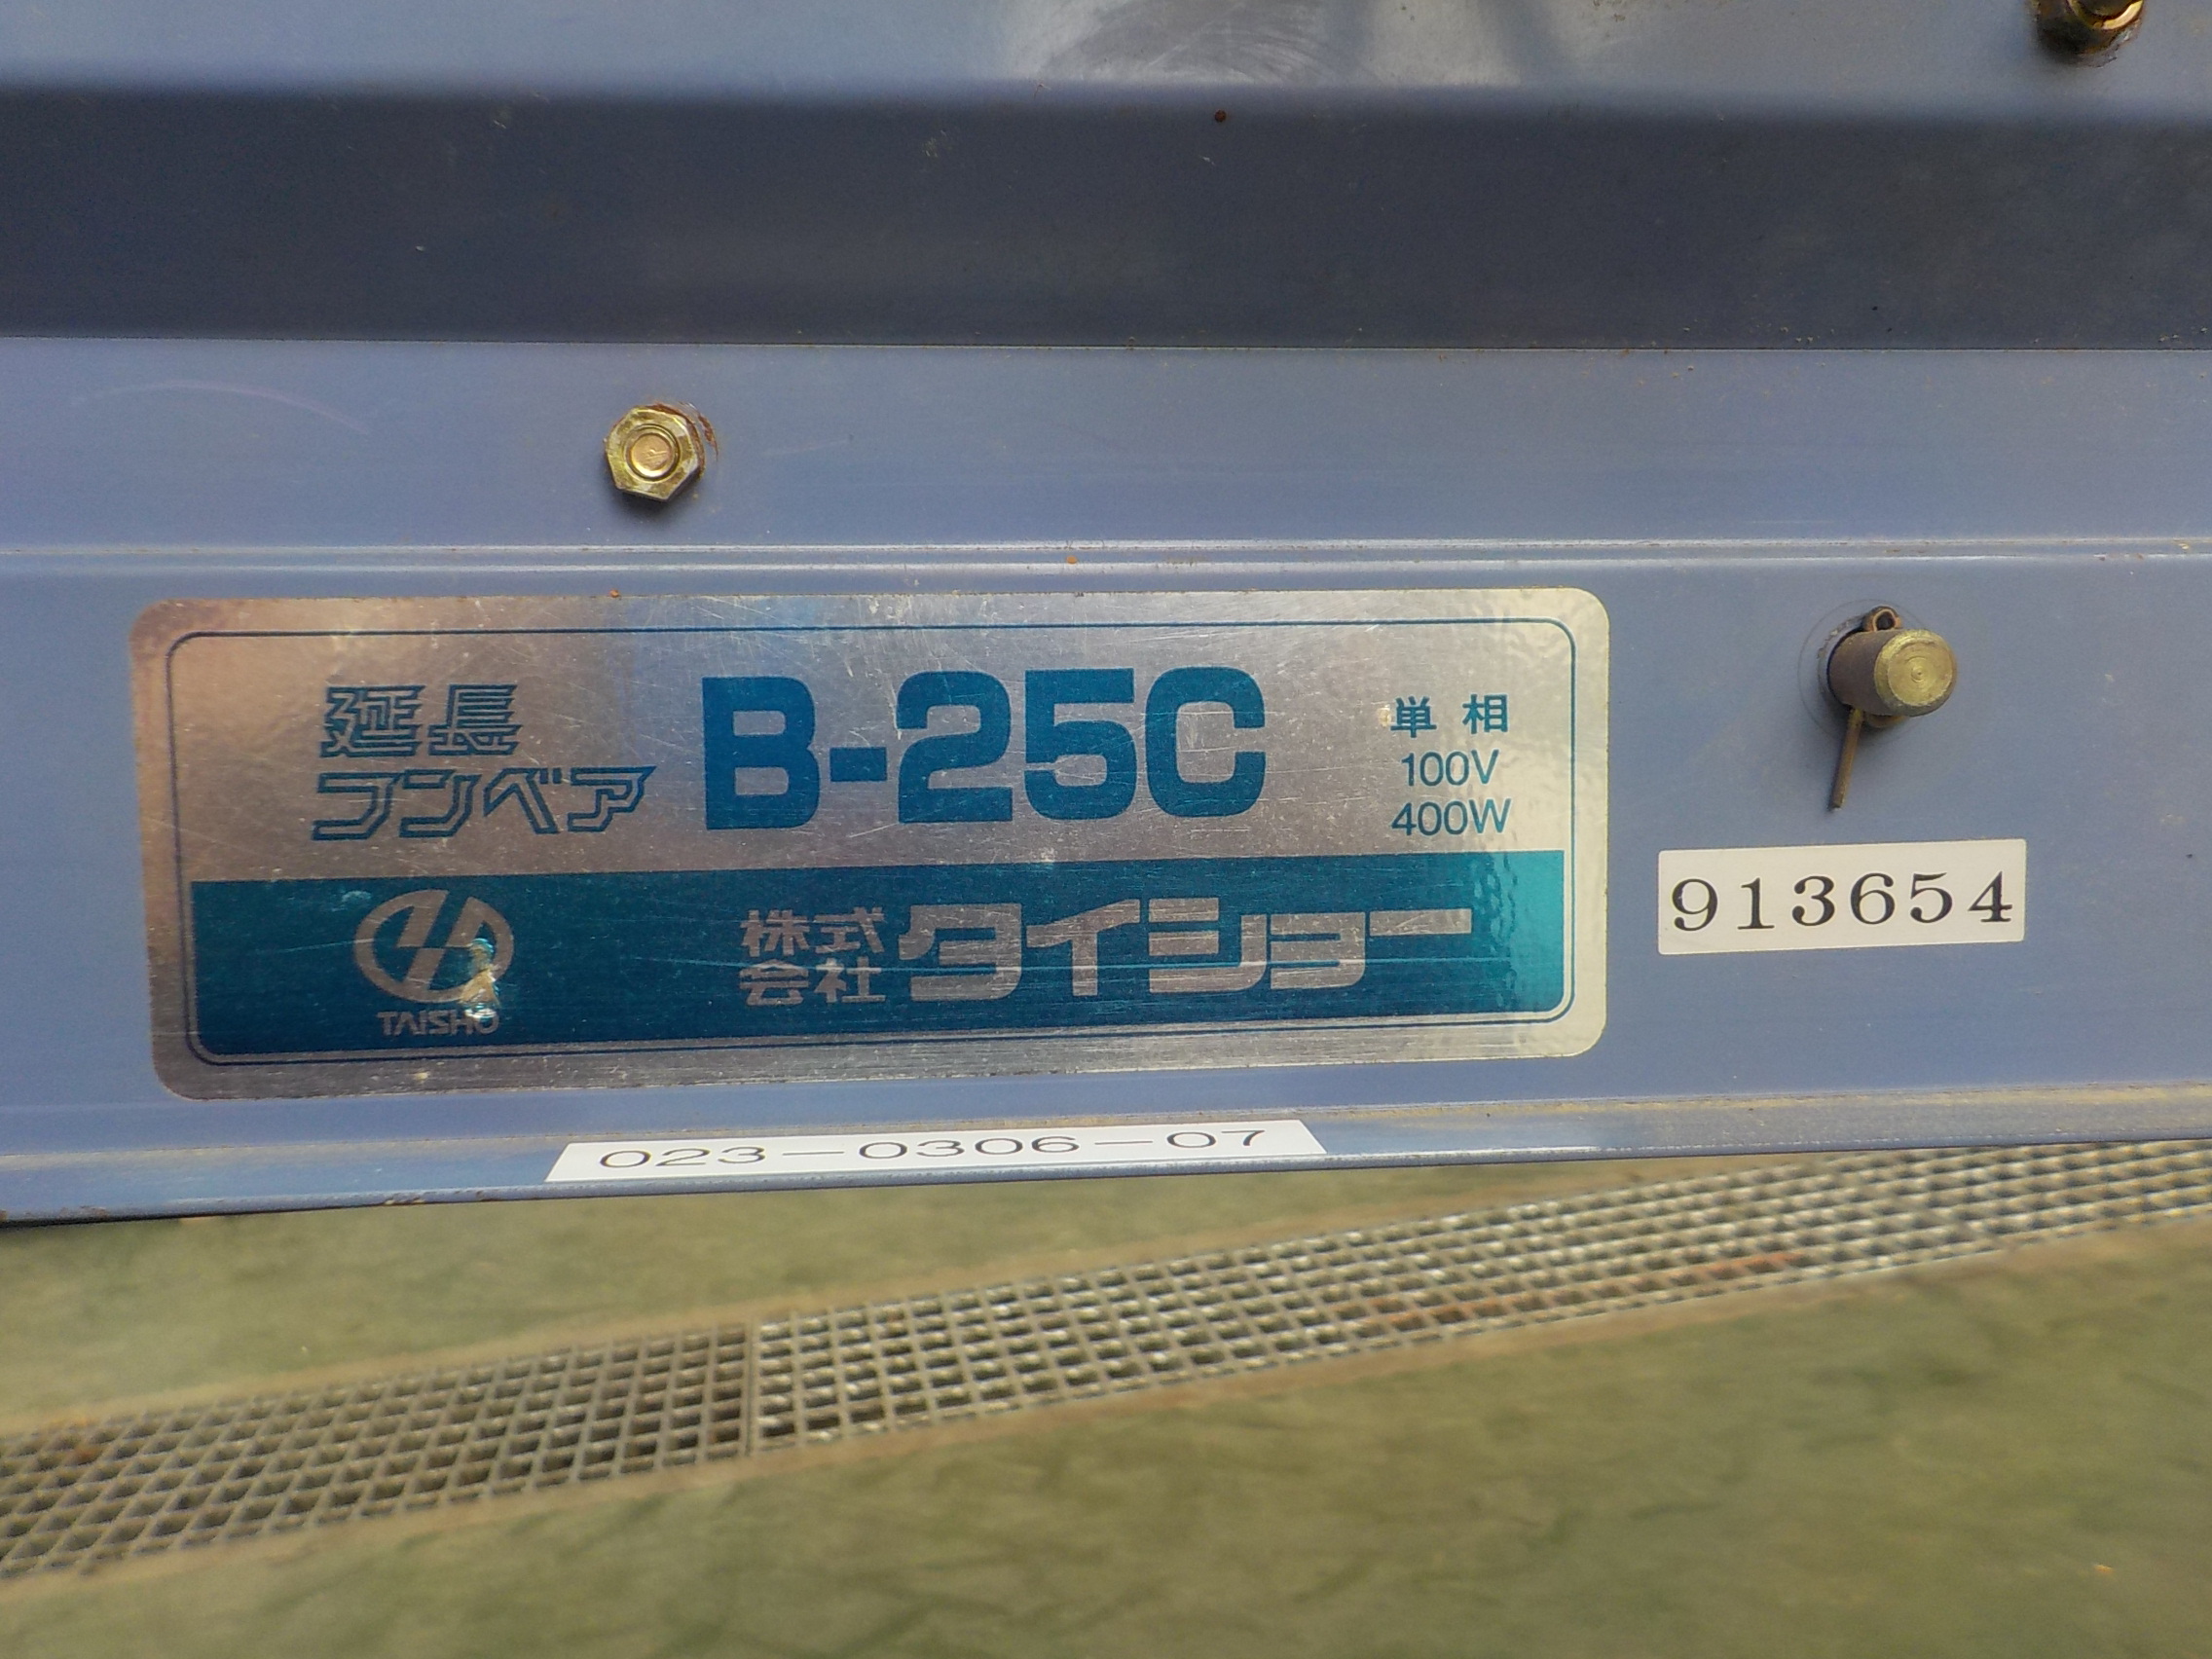 延長
コンベア
B-25C
単相
100V
400W
TAISHO
株式
会社
タイショー
913654
023-0306-07